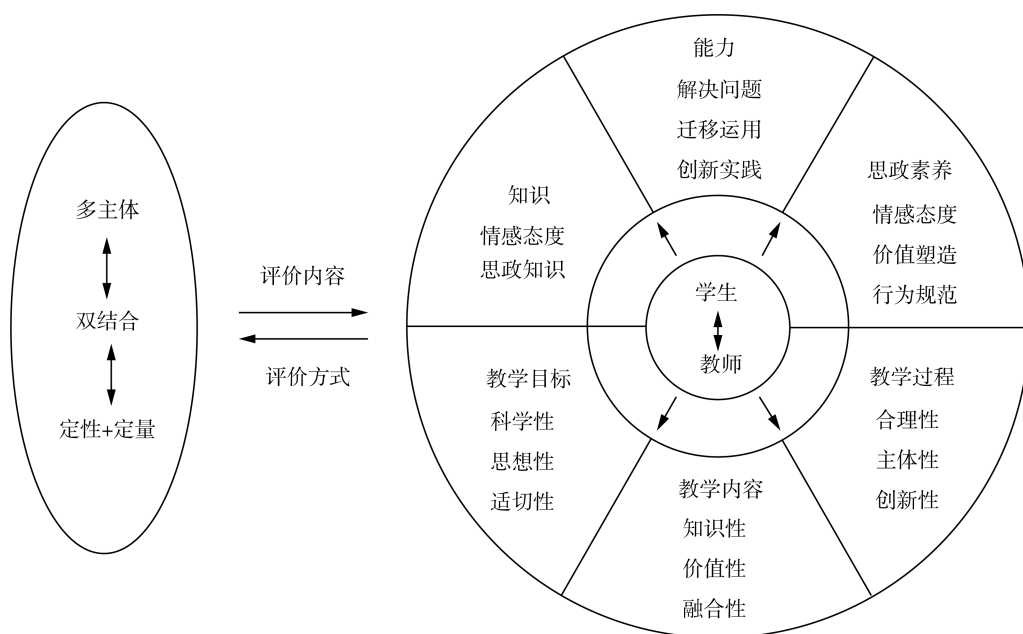 多主体
双结合
定性+定量
评价内容
评价方式
知识
情感态度
思政知识
能力
解决问题
迁移运用
创新实践
思政素养
情感态度
价值塑造
行为规范
学生
教师
教学目标
科学性
思想性
适切性
教学内容
知识性
价值性
融合性
教学过程
合理性
主体性
创新性